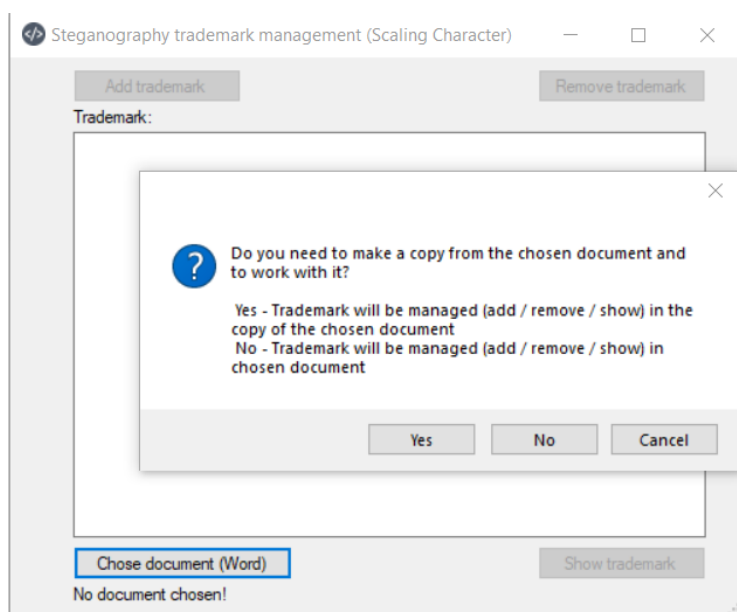 Steganography trademark management (Scaling Character)
Add trademark
Remove trademark
Trademark:
Do you need to make a copy from the chosen document and
to work with it?
Yes - Trademark will be managed (add / remove / show) in the
copy of the chosen document
No - Trademark will be managed (add / remove / show) in
chosen document
Yes
No
Cancel
Chose document (Word)
Show trademark
No document chosen!